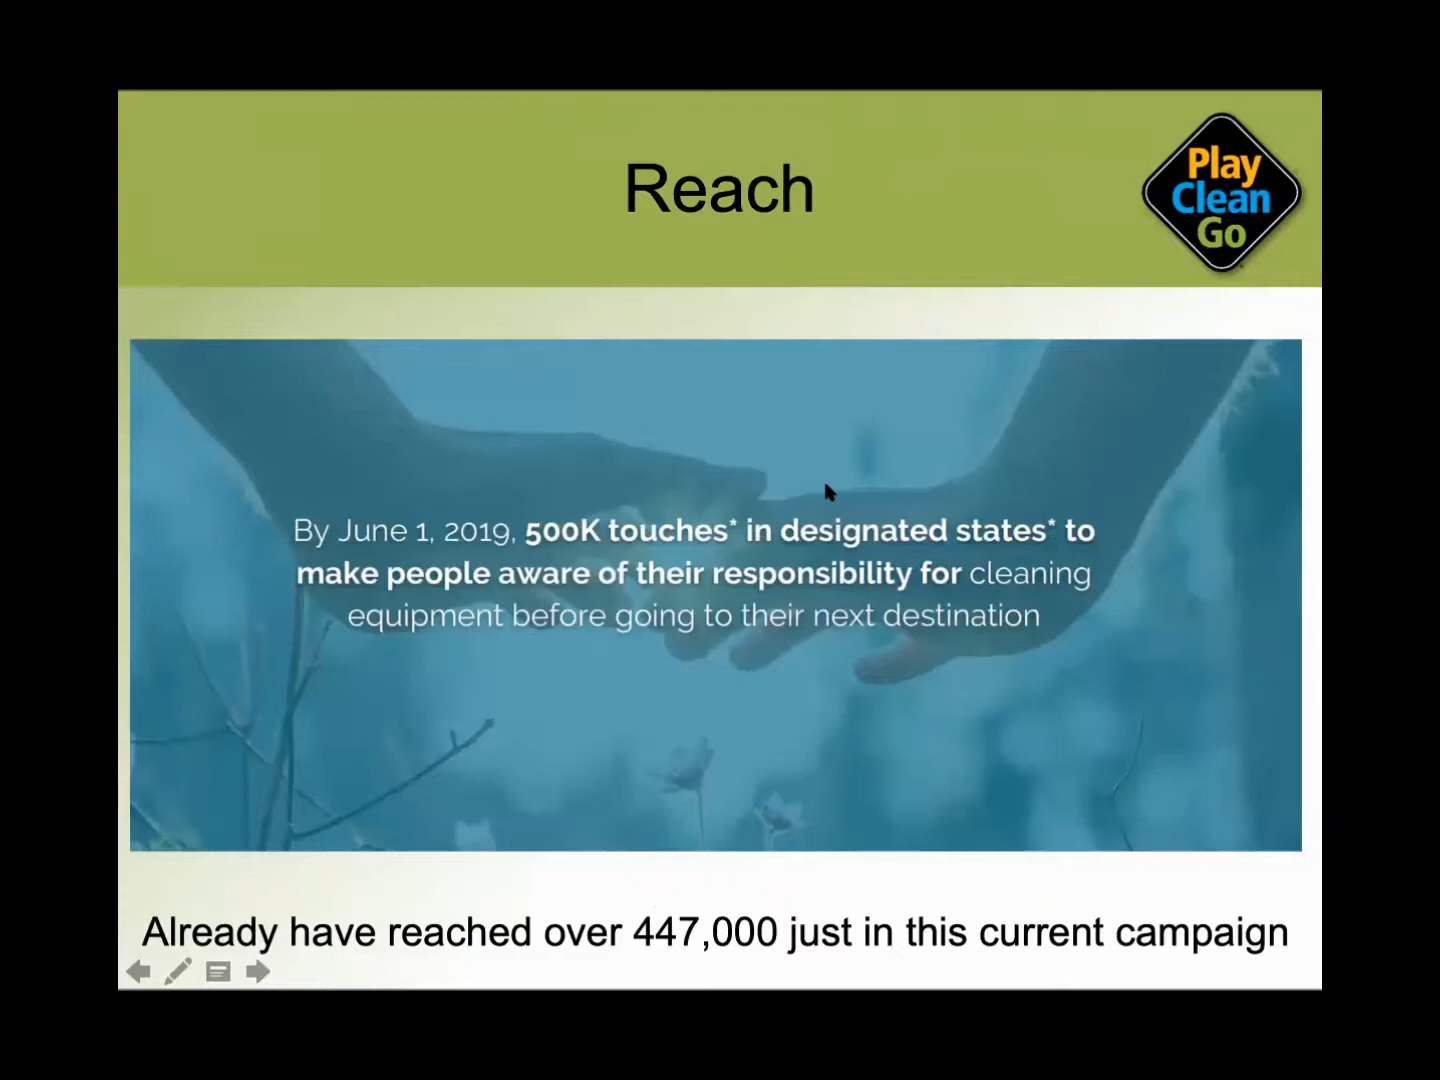 Reach
Play
Clean
Go
By June 1, 2019, 500K touches* in designated states* to
make people aware of their responsibility for cleaning
equipment before going to their next destination
Already have reached over 447,000 just in this current campaign